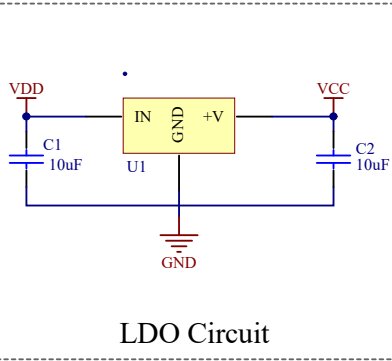 VDD
VCC
IN
GND
+V
C1
10uF
U1
C2
10uF
GND
LDO Circuit